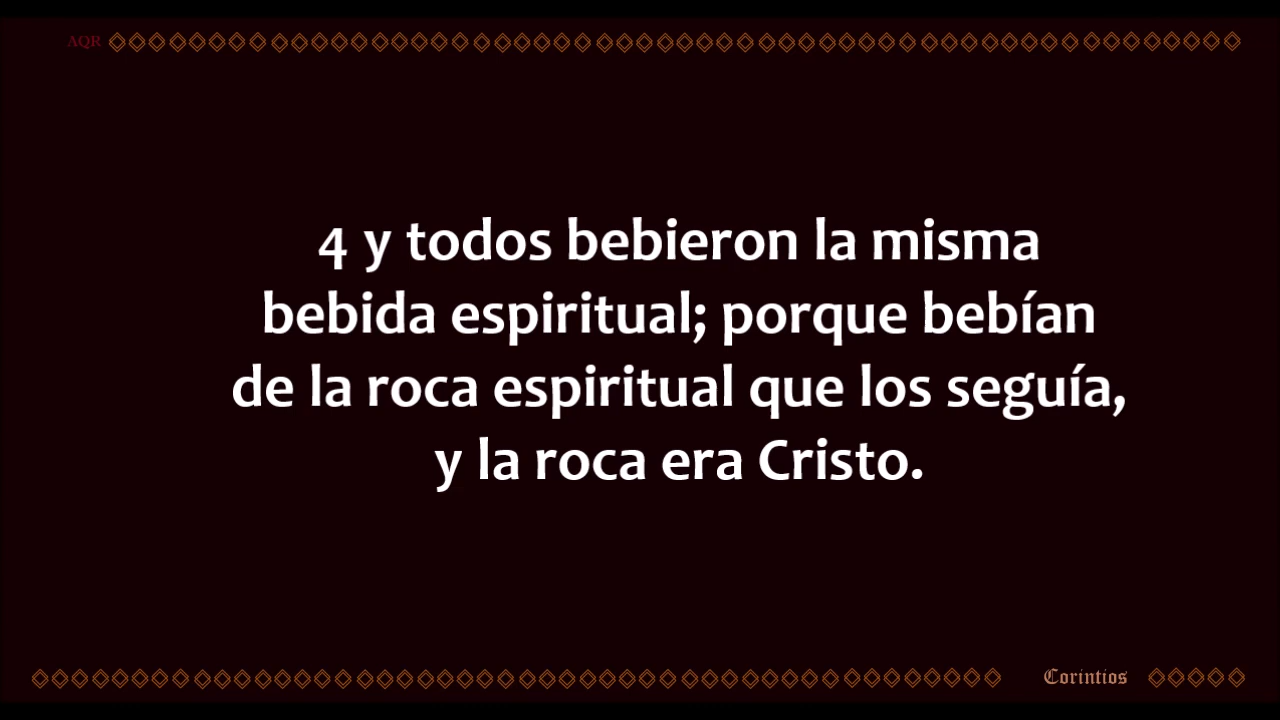 AQR
4 y todos bebieron la misma
bebida espiritual; porque bebían
de la roca espiritual que los seguía,
y la roca era Cristo.
Corintios